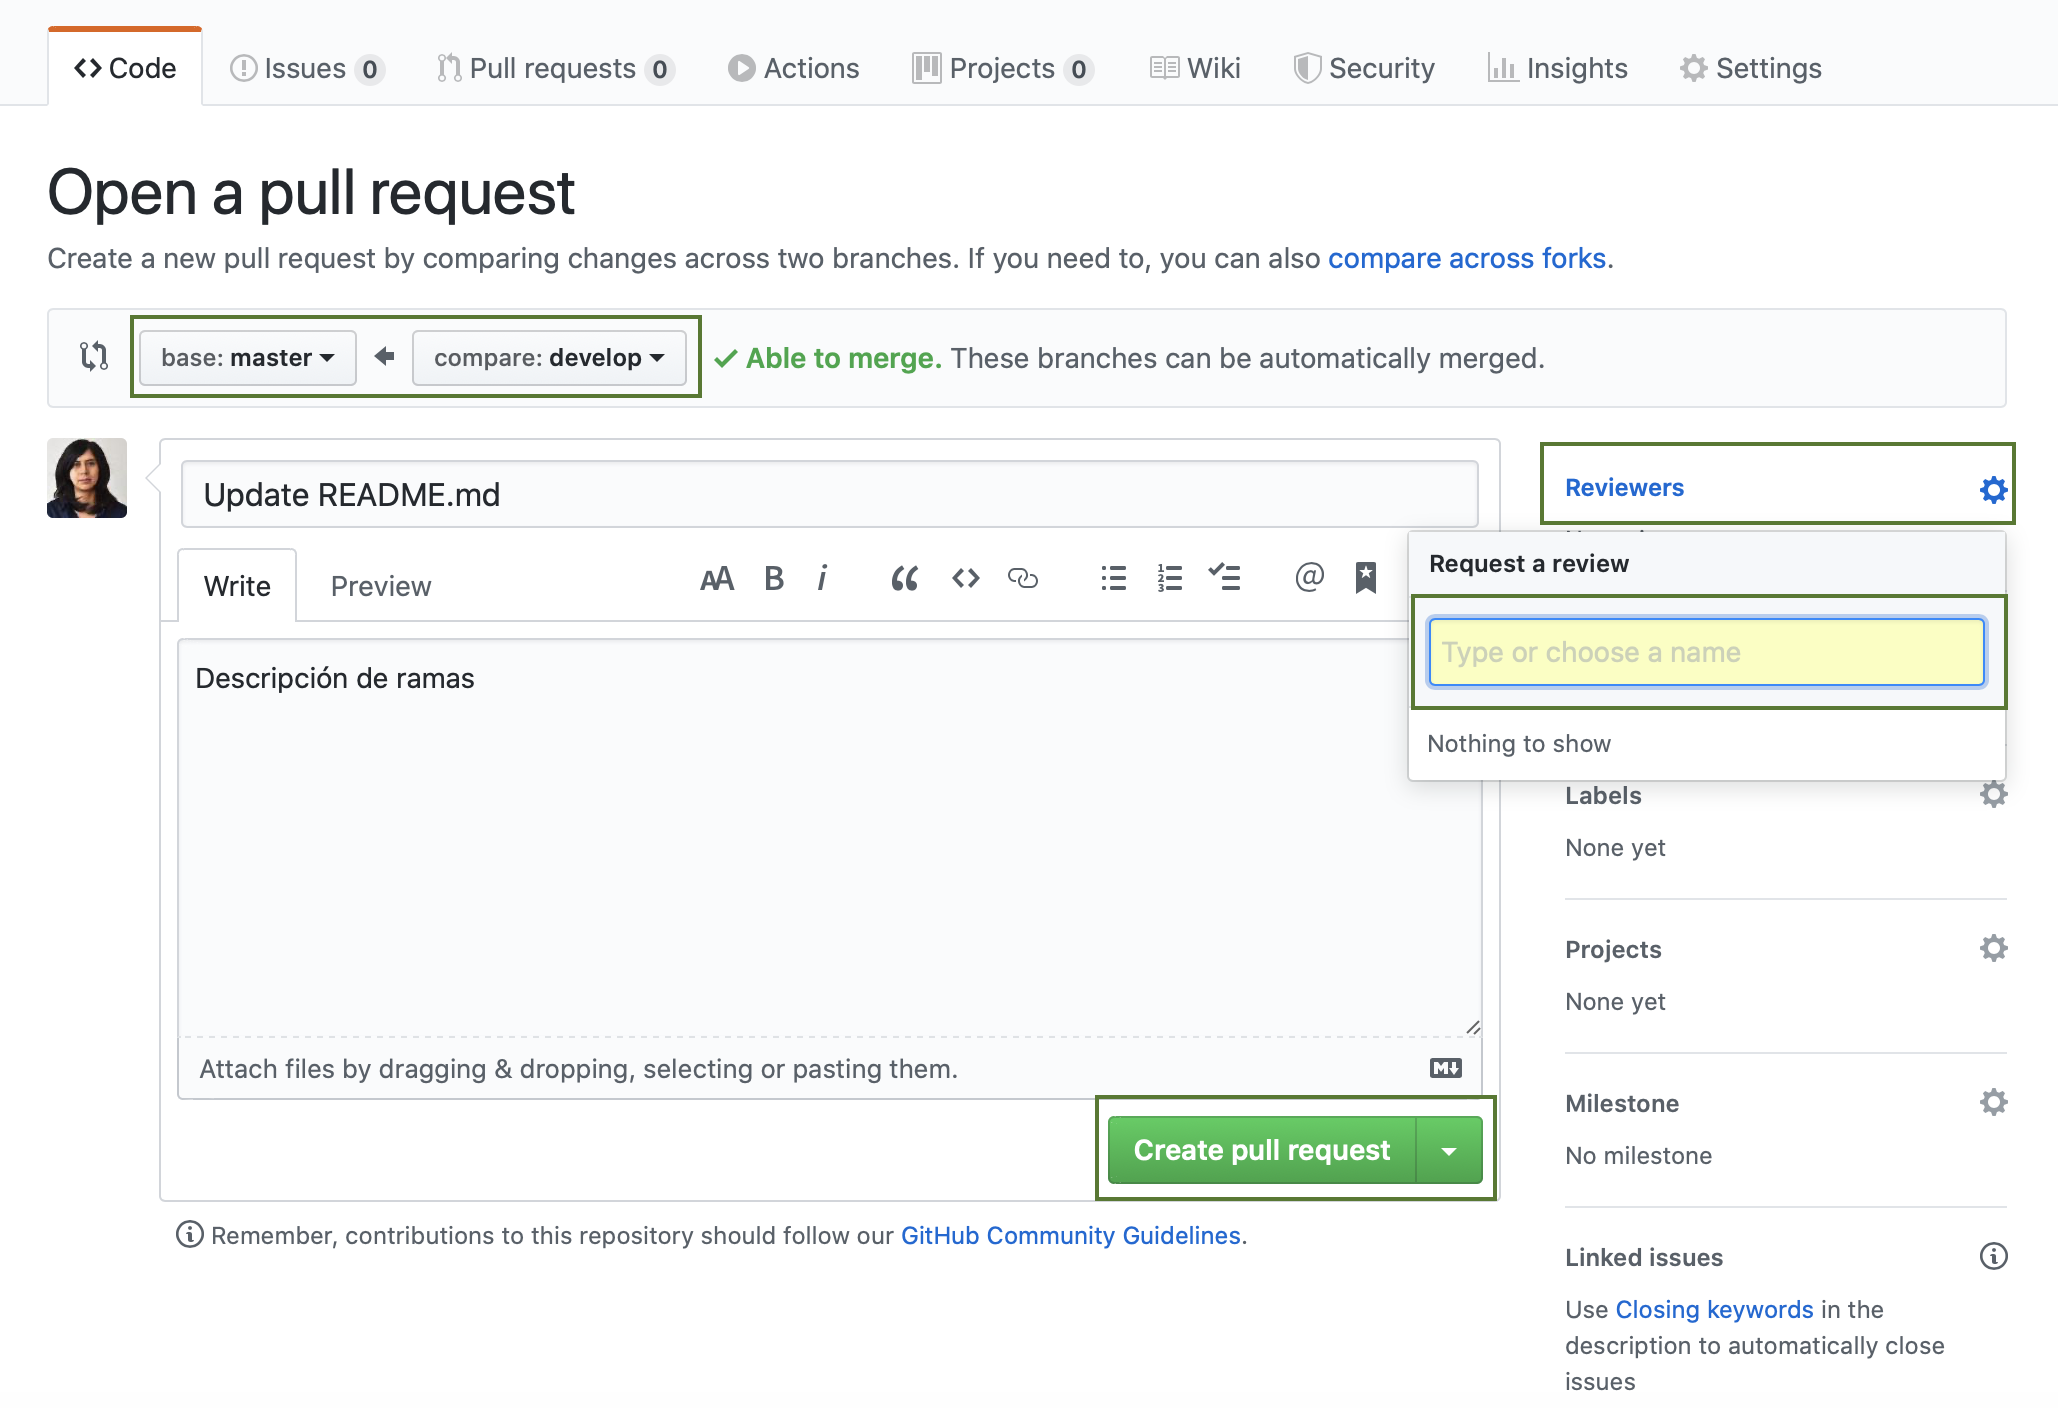 Code Issues 0 Pull requests 0 Actions Projects 0 Wiki Security Insights Settings
Open a pull request
Create a new pull request by comparing changes across two branches. If you need to, you can also compare across forks.
base: master compare: develop Able to merge. These branches can be automatically merged.
Update README.md
Reviewers
Write Preview AA B i @
Request a review
Type or choose a name
Nothing to show
Descripción de ramas
Labels
None yet
Projects
None yet
Attach files by dragging & dropping, selecting or pasting them.
Create pull request
Milestone
No milestone
Remember, contributions to this repository should follow our GitHub Community Guidelines.
Linked issues
Use Closing keywords in the
description to automatically close
issues